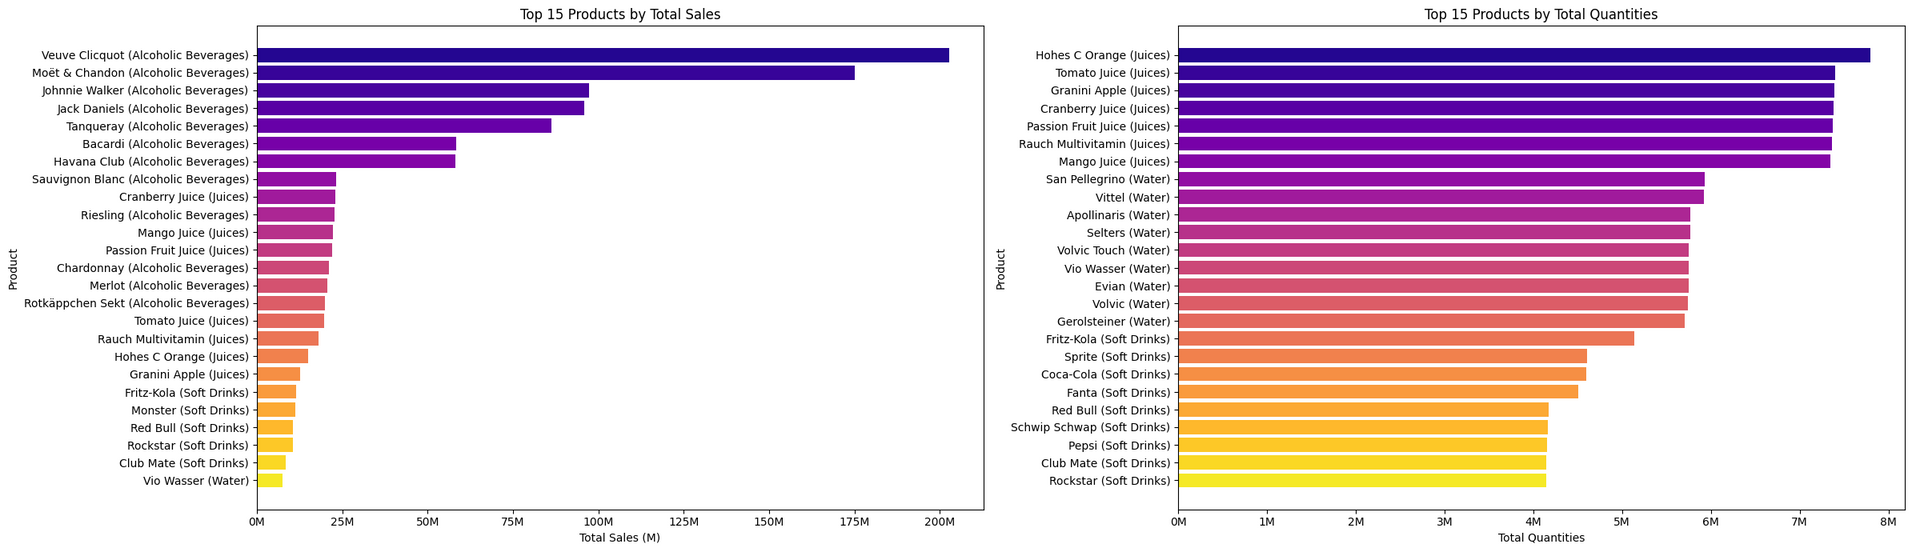 Top 15 Products by Total Sales
Product
Veuve Clicquot (Alcoholic Beverages)
Moët & Chandon (Alcoholic Beverages)
Johnnie Walker (Alcoholic Beverages)
Jack Daniels (Alcoholic Beverages)
Tanqueray (Alcoholic Beverages)
Bacardi (Alcoholic Beverages)
Havana Club (Alcoholic Beverages)
Sauvignon Blanc (Alcoholic Beverages)
Cranberry Juice (Juices)
Riesling (Alcoholic Beverages)
Mango Juice (Juices)
Passion Fruit Juice (Juices)
Chardonnay (Alcoholic Beverages)
Merlot (Alcoholic Beverages)
Rotkäppchen Sekt (Alcoholic Beverages)
Tomato Juice (Juices)
Rauch Multivitamin (Juices)
Hohes C Orange (Juices)
Granini Apple (Juices)
Fritz-Kola (Soft Drinks)
Monster (Soft Drinks)
Red Bull (Soft Drinks)
Rockstar (Soft Drinks)
Club Mate (Soft Drinks)
Vio Wasser (Water)
0M 25M 50M 75M 100M 125M 150M 175M 200M
Total Sales (M)
Top 15 Products by Total Quantities
Product
Hohes C Orange (Juices)
Tomato Juice (Juices)
Granini Apple (Juices)
Cranberry Juice (Juices)
Passion Fruit Juice (Juices)
Rauch Multivitamin (Juices)
Mango Juice (Juices)
San Pellegrino (Water)
Vittel (Water)
Apollinaris (Water)
Selters (Water)
Volvic Touch (Water)
Vio Wasser (Water)
Evian (Water)
Volvic (Water)
Gerolsteiner (Water)
Fritz-Kola (Soft Drinks)
Sprite (Soft Drinks)
Coca-Cola (Soft Drinks)
Fanta (Soft Drinks)
Red Bull (Soft Drinks)
Schwip Schwap (Soft Drinks)
Pepsi (Soft Drinks)
Club Mate (Soft Drinks)
Rockstar (Soft Drinks)
0M 1M 2M 3M 4M 5M 6M 7M 8M
Total Quantities